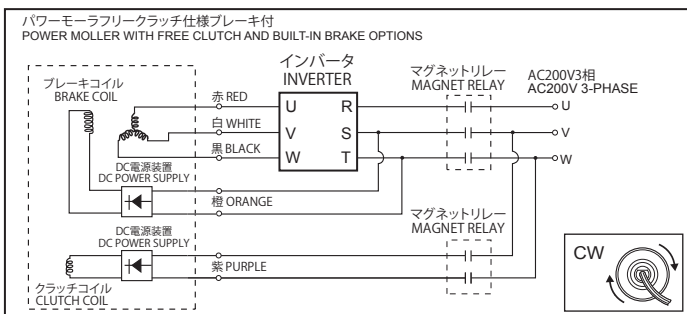 パワーモーラフリークラッチ仕様ブレーキ付
POWER MOLLER WITH FREE CLUTCH AND BUILT-IN BRAKE OPTIONS
ブレーキコイル
BRAKE COIL
赤 RED
白 WHITE
黒 BLACK
インバータ
INVERTER
U R
V S
W T
マグネットリレー
MAGNET RELAY
AC200V3相
AC200V 3-PHASE
U
V
W
DC電源装置
DC POWER SUPPLY
橙 ORANGE
DC電源装置
DC POWER SUPPLY
紫 PURPLE
マグネットリレー
MAGNET RELAY
クラッチコイル
CLUTCH COIL
CW